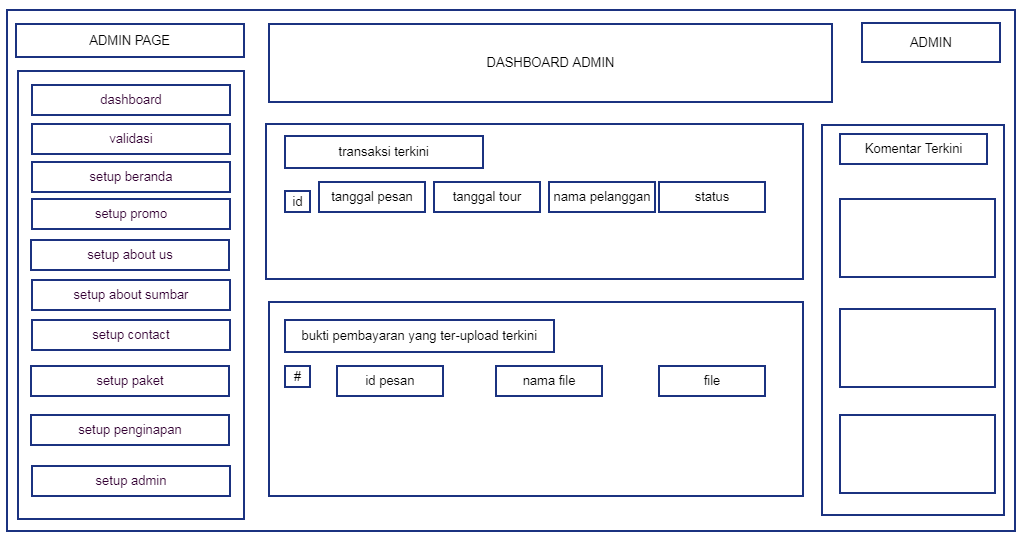 ADMIN PAGE
DASHBOARD ADMIN
ADMIN
dashboard
validasi
setup beranda
setup promo
setup about us
setup about sumbar
setup contact
setup paket
setup penginapan
setup admin
transaksi terkini
id
tanggal pesan
tanggal tour
nama pelanggan
status
bukti pembayaran yang ter-upload terkini
#
id pesan
nama file
file
Komentar Terkini